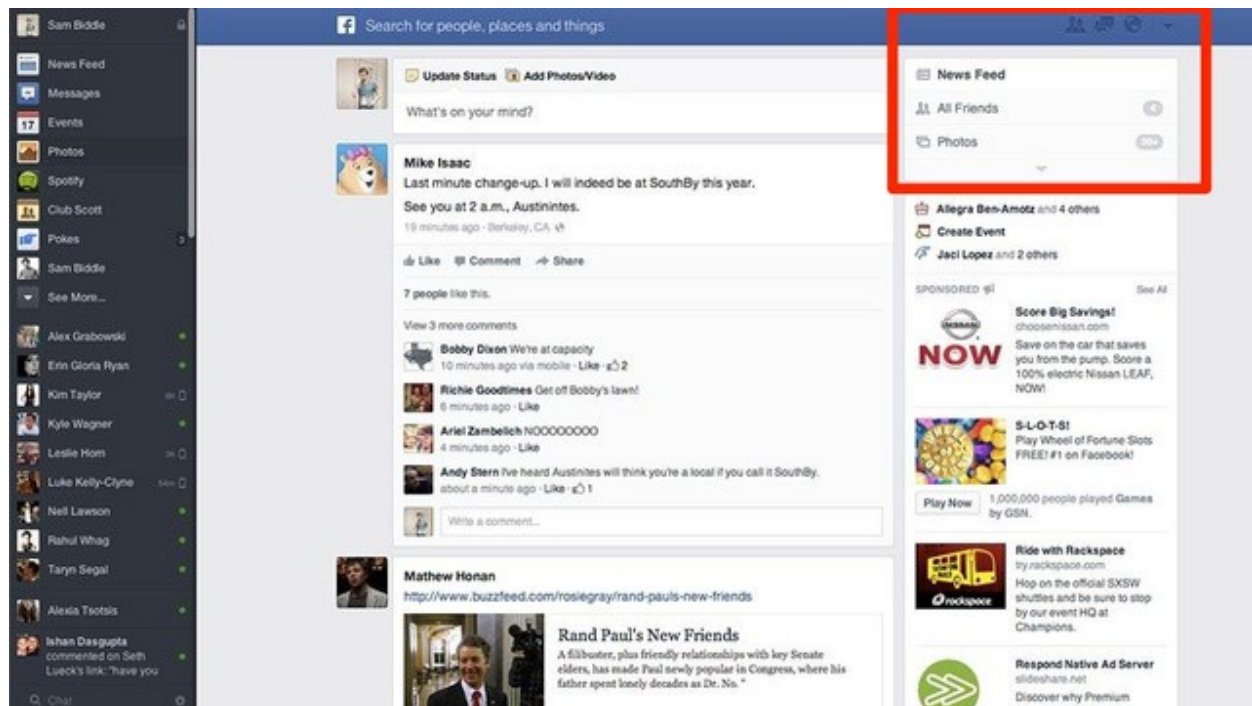 Sam Biddle
News Feed
Messages
17 Events
Photos
Spotify
Club Scott
Pokes 3
Sam Biddle
See More...
Alex Grabowski
Erin Gloria Ryan
Kim Taylor
Kyle Wagner
Leslie Horn
Luke Kelly-Clyne
Nell Lawson
Rahul Whag
Taryn Segal
Alexia Tsotsis
Ishan Dasgupta
commented on Seth
Lueck's link: "have you
Chat
f Search for people, places and things
Update Status Add Photos/Video
What's on your mind?
Mike Isaac
Last minute change-up. I will indeed be at SouthBy this year.
See you at 2 a.m., Austinintes.
19 minutes ago · Berkeley, CA
Like Comment Share
7 people like this.
View 3 more comments
Bobby Dixon We're at capacity
10 minutes ago via mobile · Like · 2
Richie Goodtimes Get off Bobby's lawn!
6 minutes ago · Like
Ariel Zambelich NOOOOOOOO
4 minutes ago · Like
Andy Stern I've heard Austinites will think you're a local if you call it SouthBy.
about a minute ago · Like · 1
Write a comment...
Mathew Honan
http://www.buzzfeed.com/rosiegray/rand-pauls-new-friends
Rand Paul's New Friends
A filibuster, plus friendly relationships with key Senate
elders, has made Paul newly popular in Congress, where his
father spent lonely decades as Dr. No. "
News Feed
All Friends 4
Photos 20+
Allegra Ben-Amotz and 4 others
Create Event
Jaci Lopez and 2 others
SPONSORED See All
NISSAN
NOW
Score Big Savings!
choosenissan.com
Save on the car that saves
you from the pump. Score a
100% electric Nissan LEAF,
NOW!
S-L-O-T-S!
Play Wheel of Fortune Slots
FREE! #1 on Facebook!
Play Now 1,000,000 people played Games
by GSN.
rackspace
Ride with Rackspace
try.rackspace.com
Hop on the official SXSW
shuttles and be sure to stop
by our event HQ at
Champions.
Respond Native Ad Server
slideshare.net
Discover why Premium